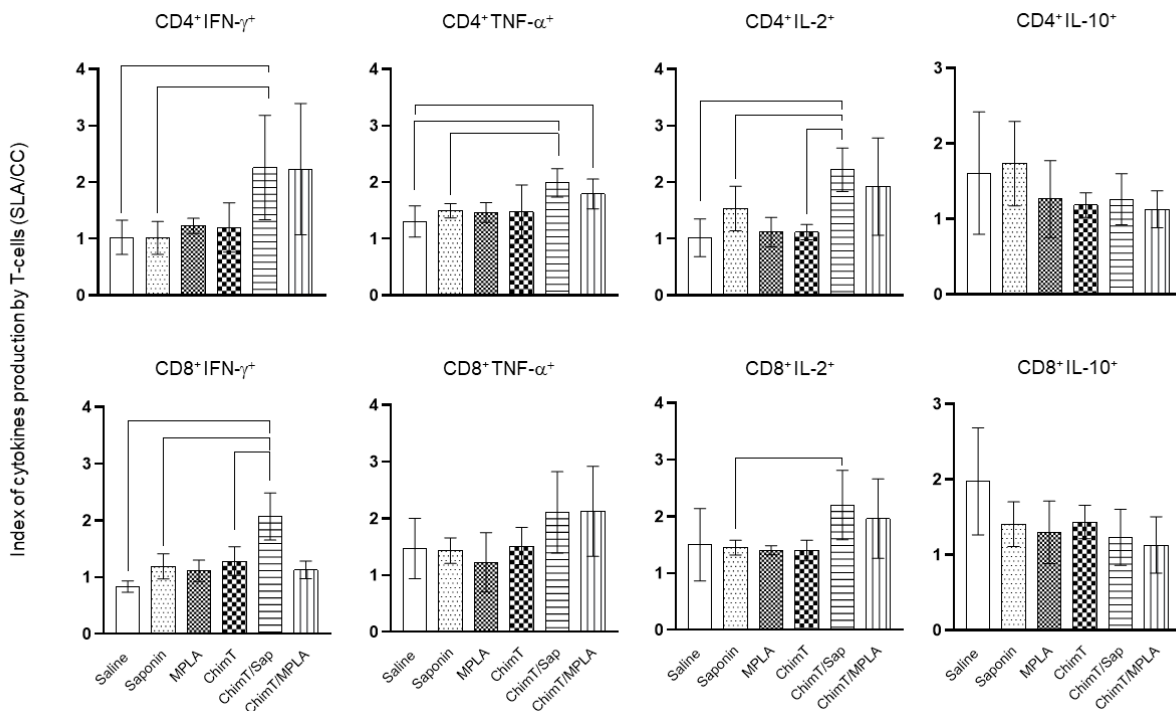 CD4⁺IFN-γ⁺
CD4⁺TNF-α⁺
CD4⁺IL-2⁺
CD4⁺IL-10⁺
Index of cytokines production by T-cells (SLA/CC)
4
3
2
1
0
4
3
2
1
0
4
3
2
1
0
3
2
1
0
CD8⁺IFN-γ⁺
CD8⁺TNF-α⁺
CD8⁺IL-2⁺
CD8⁺IL-10⁺
4
3
2
1
0
4
3
2
1
0
4
3
2
1
0
3
2
1
0
Saline
Saponin
MPLA
ChimT
ChimT/Sap
ChimT/MPLA
Saline
Saponin
MPLA
ChimT
ChimT/Sap
ChimT/MPLA
Saline
Saponin
MPLA
ChimT
ChimT/Sap
ChimT/MPLA
Saline
Saponin
MPLA
ChimT
ChimT/Sap
ChimT/MPLA